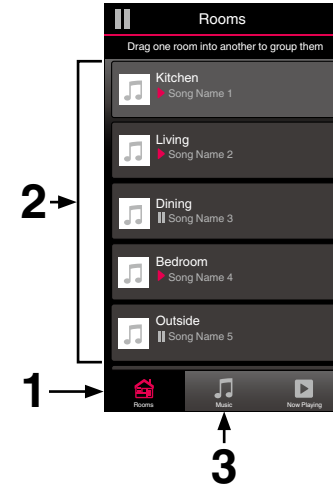 Rooms
Drag one room into another to group them
Kitchen
Song Name 1
Living
Song Name 2
Dining
Song Name 3
Bedroom
Song Name 4
Outside
Song Name 5
2
1
Rooms
Music
Now Playing
3